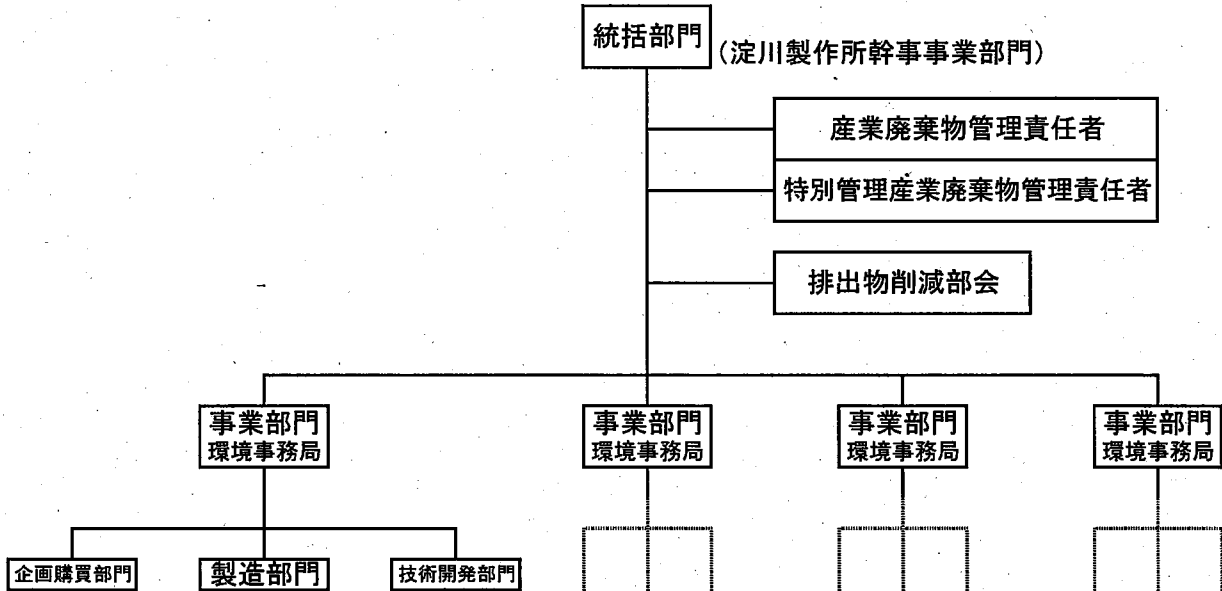 統括部門
(淀川製作所幹事事業部門)
産業廃棄物管理責任者
特別管理産業廃棄物管理責任者
排出物削減部会
事業部門
環境事務局
事業部門
環境事務局
事業部門
環境事務局
事業部門
環境事務局
企画購買部門
製造部門
技術開発部門